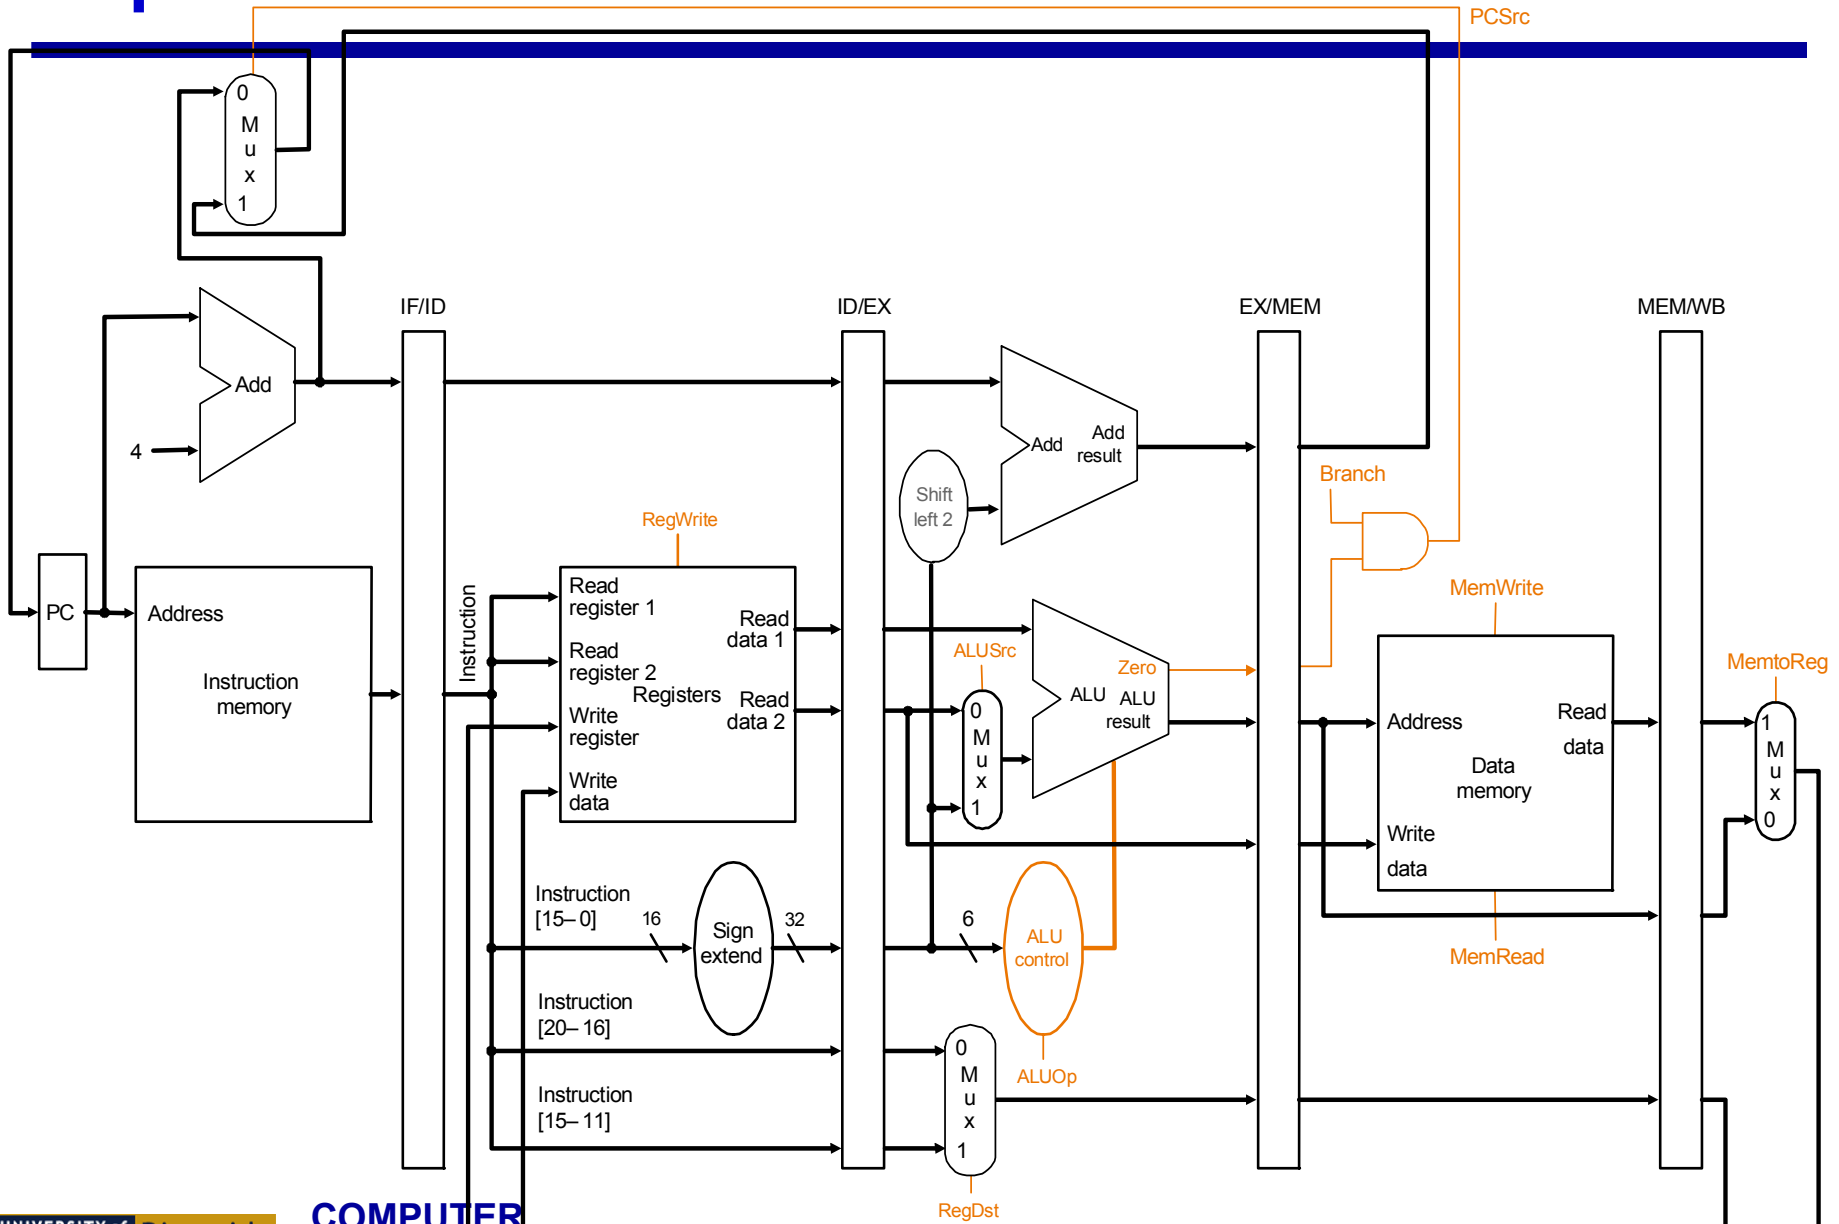 PCSrc
0
M
u
x
1
IF/ID
ID/EX
EX/MEM
MEM/WB
Add
4
Add
Add
result
Shift
left 2
Branch
RegWrite
PC
Address
Instruction
memory
Instruction
Read
register 1
Read
register 2
Write
register
Write
data
Registers
Read
data 1
Read
data 2
ALUSrc
0
M
u
x
1
Zero
ALU
ALU
result
MemWrite
Address
Read
data
Data
memory
Write
data
MemRead
MemtoReg
1
M
u
x
0
Instruction
[15–0]
16
Sign
extend
32
6
ALU
control
ALUOp
Instruction
[20–16]
Instruction
[15–11]
0
M
u
x
1
RegDst
COMPUTER